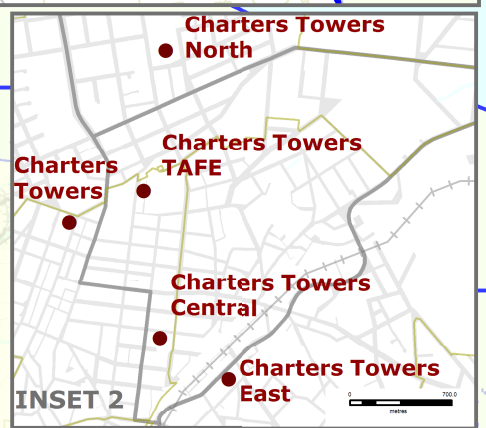 Charters Towers
North
Charters Towers
TAFE
Charters
Towers
Charters Towers
Central
Charters Towers
East
INSET 2
0 700.0
metres